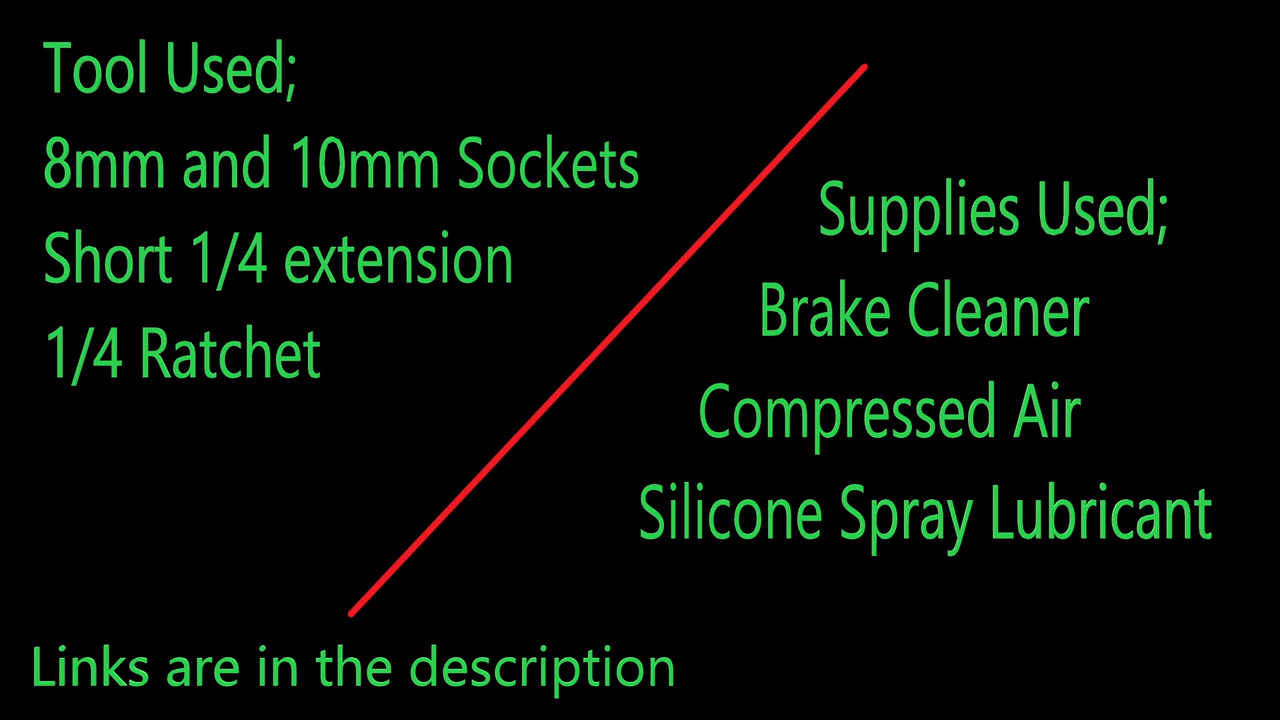 Tool Used;
8mm and 10mm Sockets
Short 1/4 extension
1/4 Ratchet
Supplies Used;
Brake Cleaner
Compressed Air
Silicone Spray Lubricant
Links are in the description